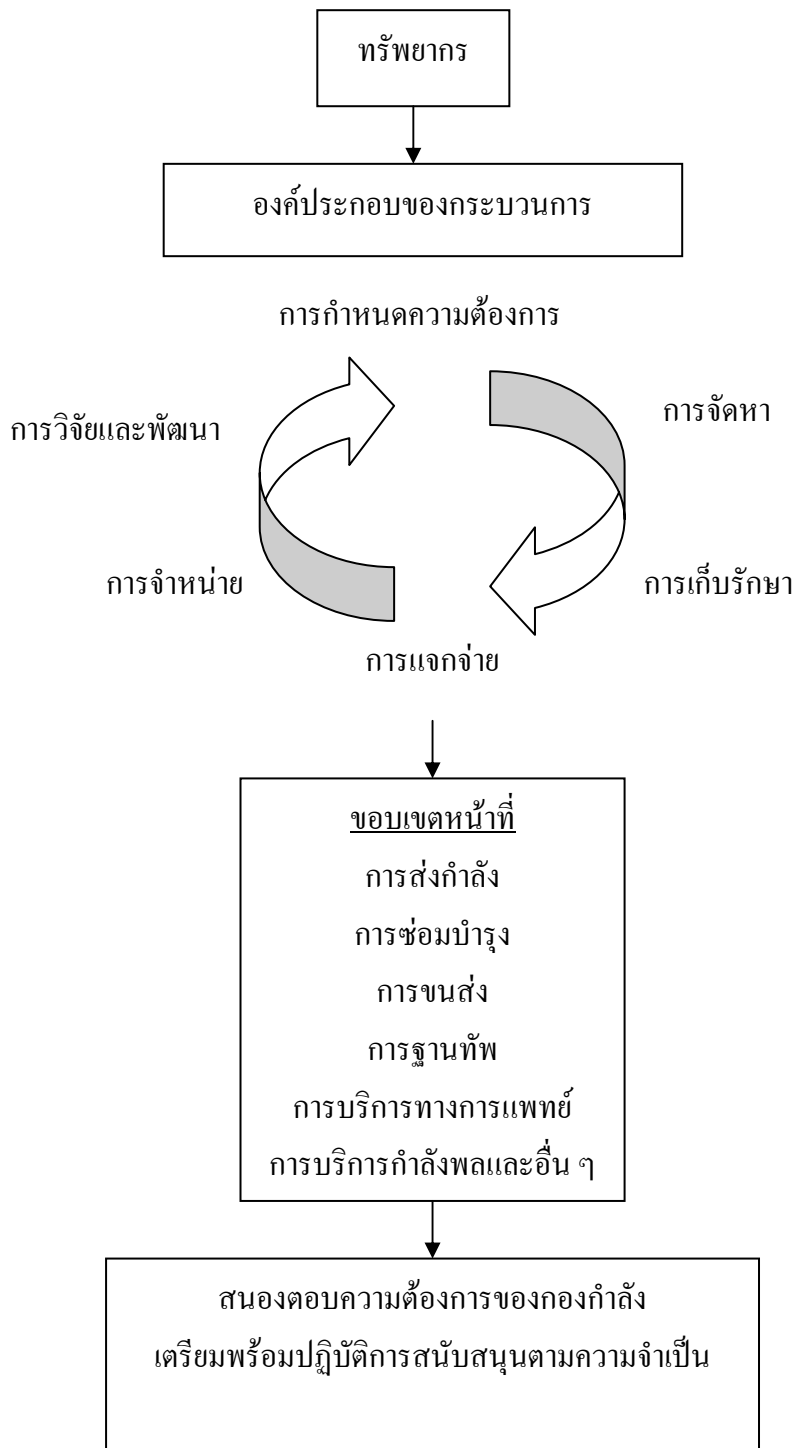 ทรัพยากร
องค์ประกอบของกระบวนการ
การกำหนดความต้องการ
การวิจัยและพัฒนา
การจัดหา
การจำหน่าย
การเก็บรักษา
การแจกจ่าย
ขอบเขตหน้าที่
การส่งกำลัง
การซ่อมบำรุง
การขนส่ง
การฐานทัพ
การบริการทางการแพทย์
การบริการกำลังพลและอื่น ๆ
สนองตอบความต้องการของกองกำลัง
เตรียมพร้อมปฏิบัติการสนับสนุนตามความจำเป็น